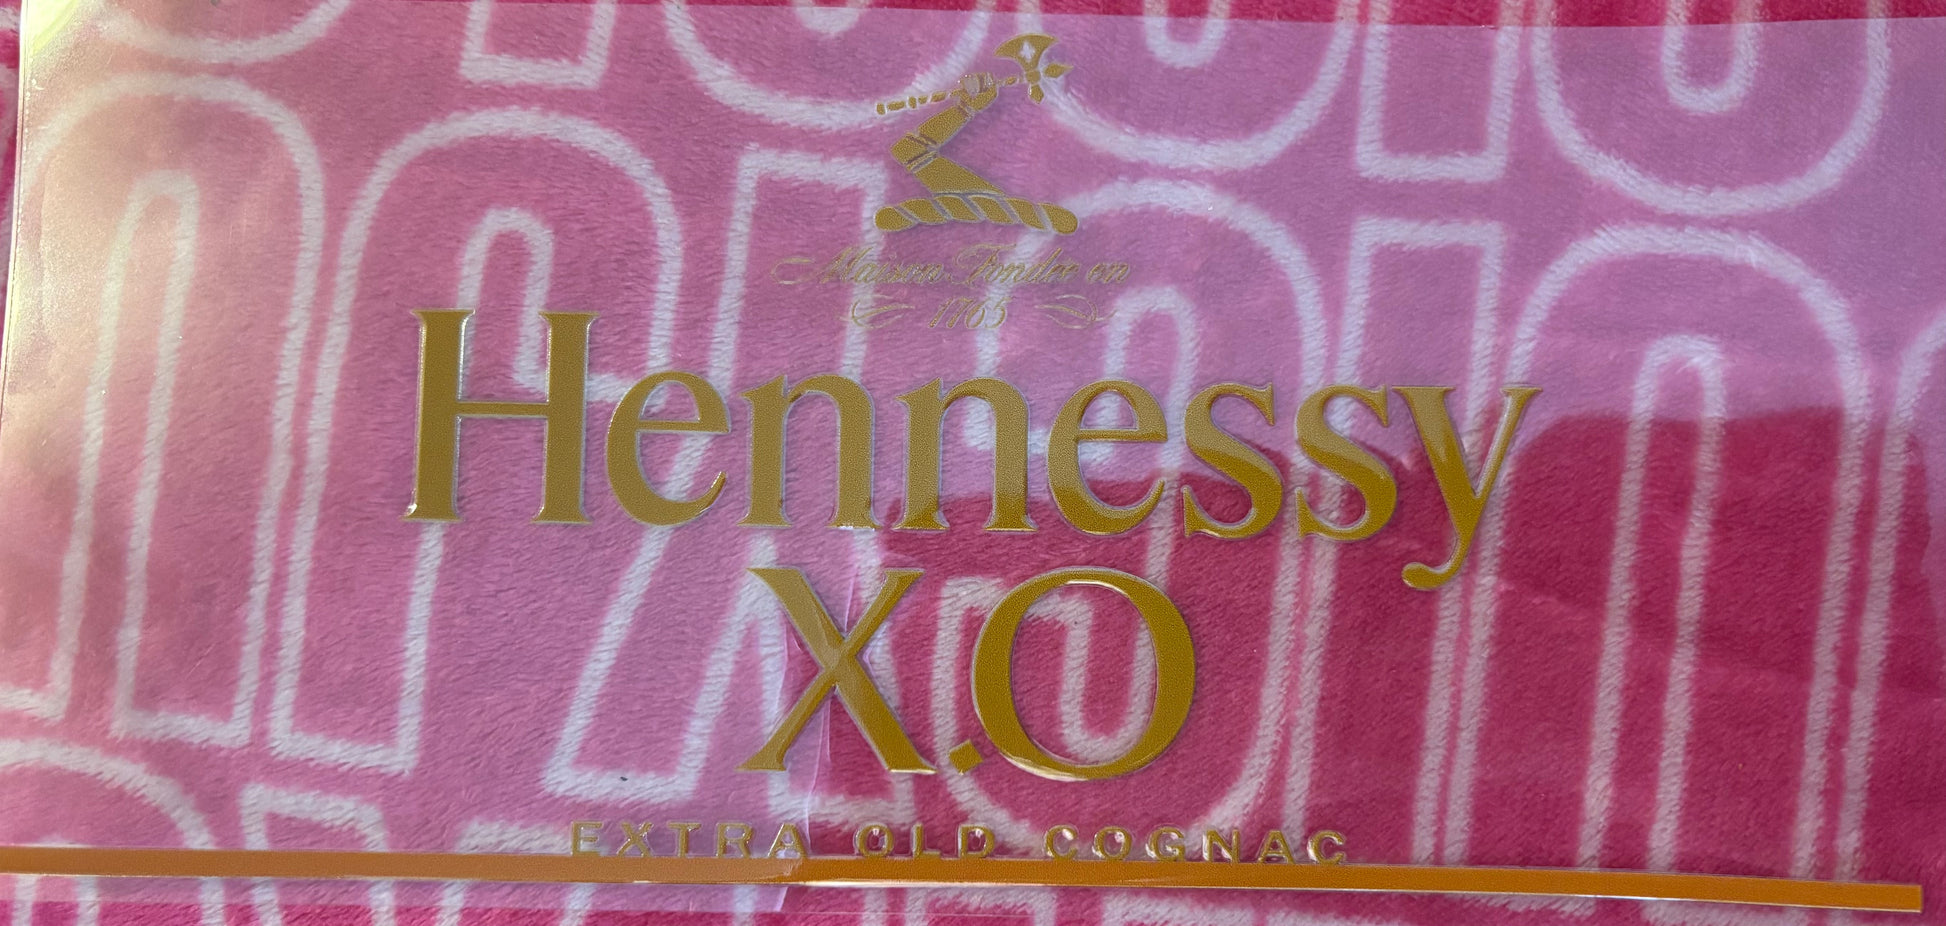 Maison Fondée en
1765
Hennessy
X.O
EXTRA OLD COGNAC